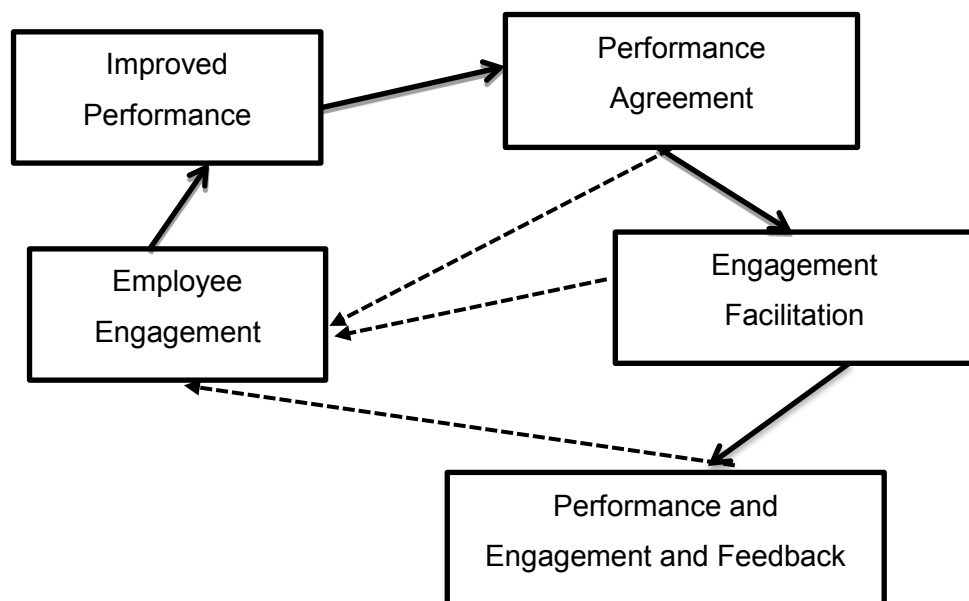 Improved
Performance
Performance
Agreement
Employee
Engagement
Engagement
Facilitation
Performance and
Engagement and Feedback